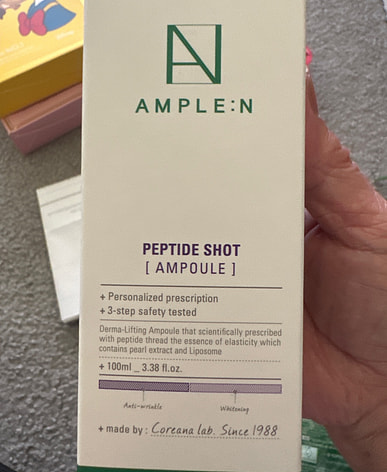 AN
AMPLE:N
PEPTIDE SHOT
[ AMPOULE ]
+ Personalized prescription
+ 3-step safety tested
Derma-Lifting Ampoule that scientifically prescribed
with peptide thread the essence of elasticity which
contains pearl extract and Liposome
+ 100ml _ 3.38 fl.oz.
Anti-wrinkle Whitening
+ made by : Coreana lab. Since 1988